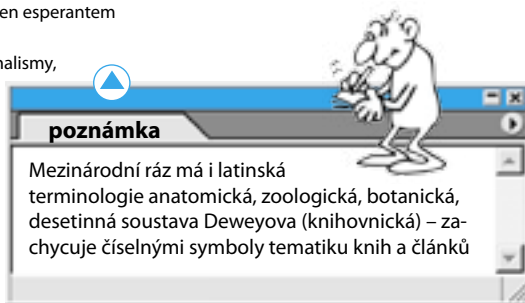 en esperantem
nalismy,
poznámka
Mezinárodní ráz má i latinská
terminologie anatomická, zoologická, botanická,
desetinná soustava Deweyova (knihovnická) – za-
chycuje číselnými symboly tematiku knih a článků